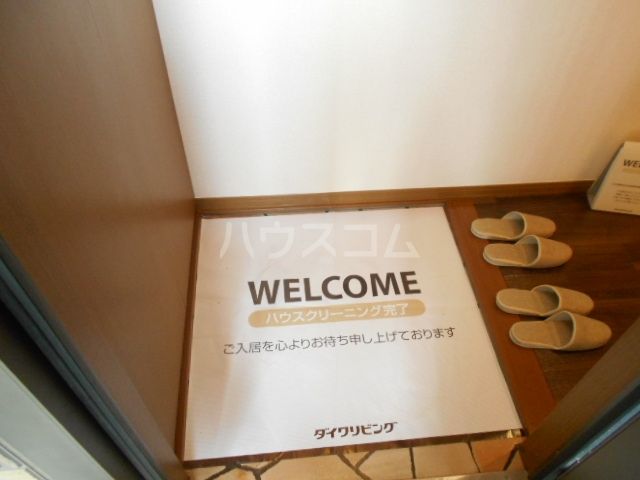 ハウスコム
WELCOME
ハウスクリーニング完了
ご入居を心よりお待ち申し上げております
ダイワリビング